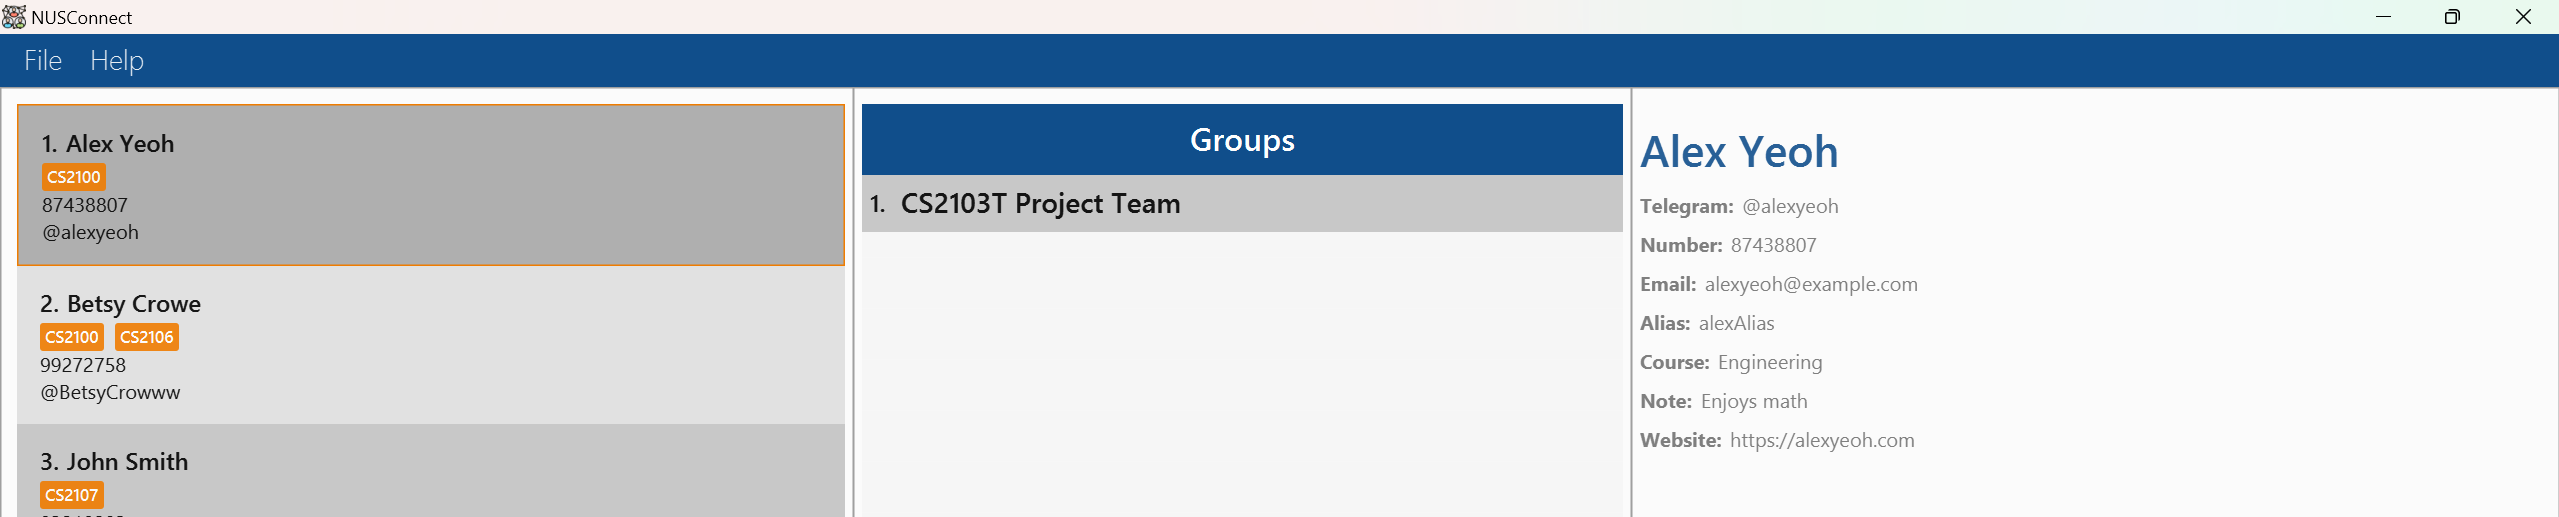 NUSConnect
File Help
1. Alex Yeoh
CS2100
87438807
@alexyeoh
2. Betsy Crowe
CS2100 CS2106
99272758
@BetsyCrowww
3. John Smith
CS2107
Groups
1. CS2103T Project Team
Alex Yeoh
Telegram: @alexyeoh
Number: 87438807
Email: alexyeoh@example.com
Alias: alexAlias
Course: Engineering
Note: Enjoys math
Website: https://alexyeoh.com